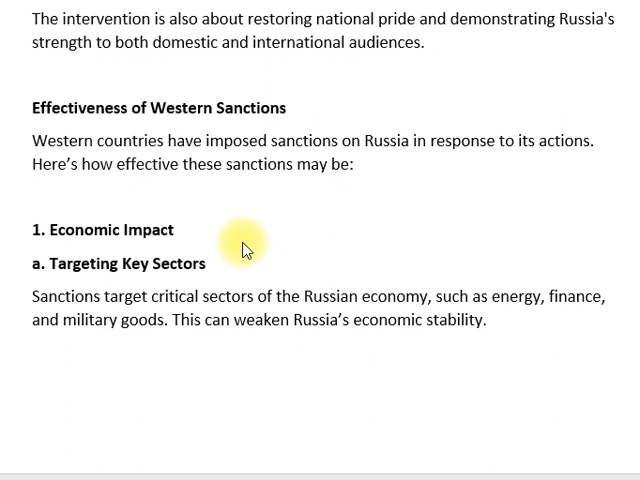 The intervention is also about restoring national pride and demonstrating Russia's
strength to both domestic and international audiences.
Effectiveness of Western Sanctions
Western countries have imposed sanctions on Russia in response to its actions.
Here’s how effective these sanctions may be:
1. Economic Impact
a. Targeting Key Sectors
Sanctions target critical sectors of the Russian economy, such as energy, finance,
and military goods. This can weaken Russia’s economic stability.